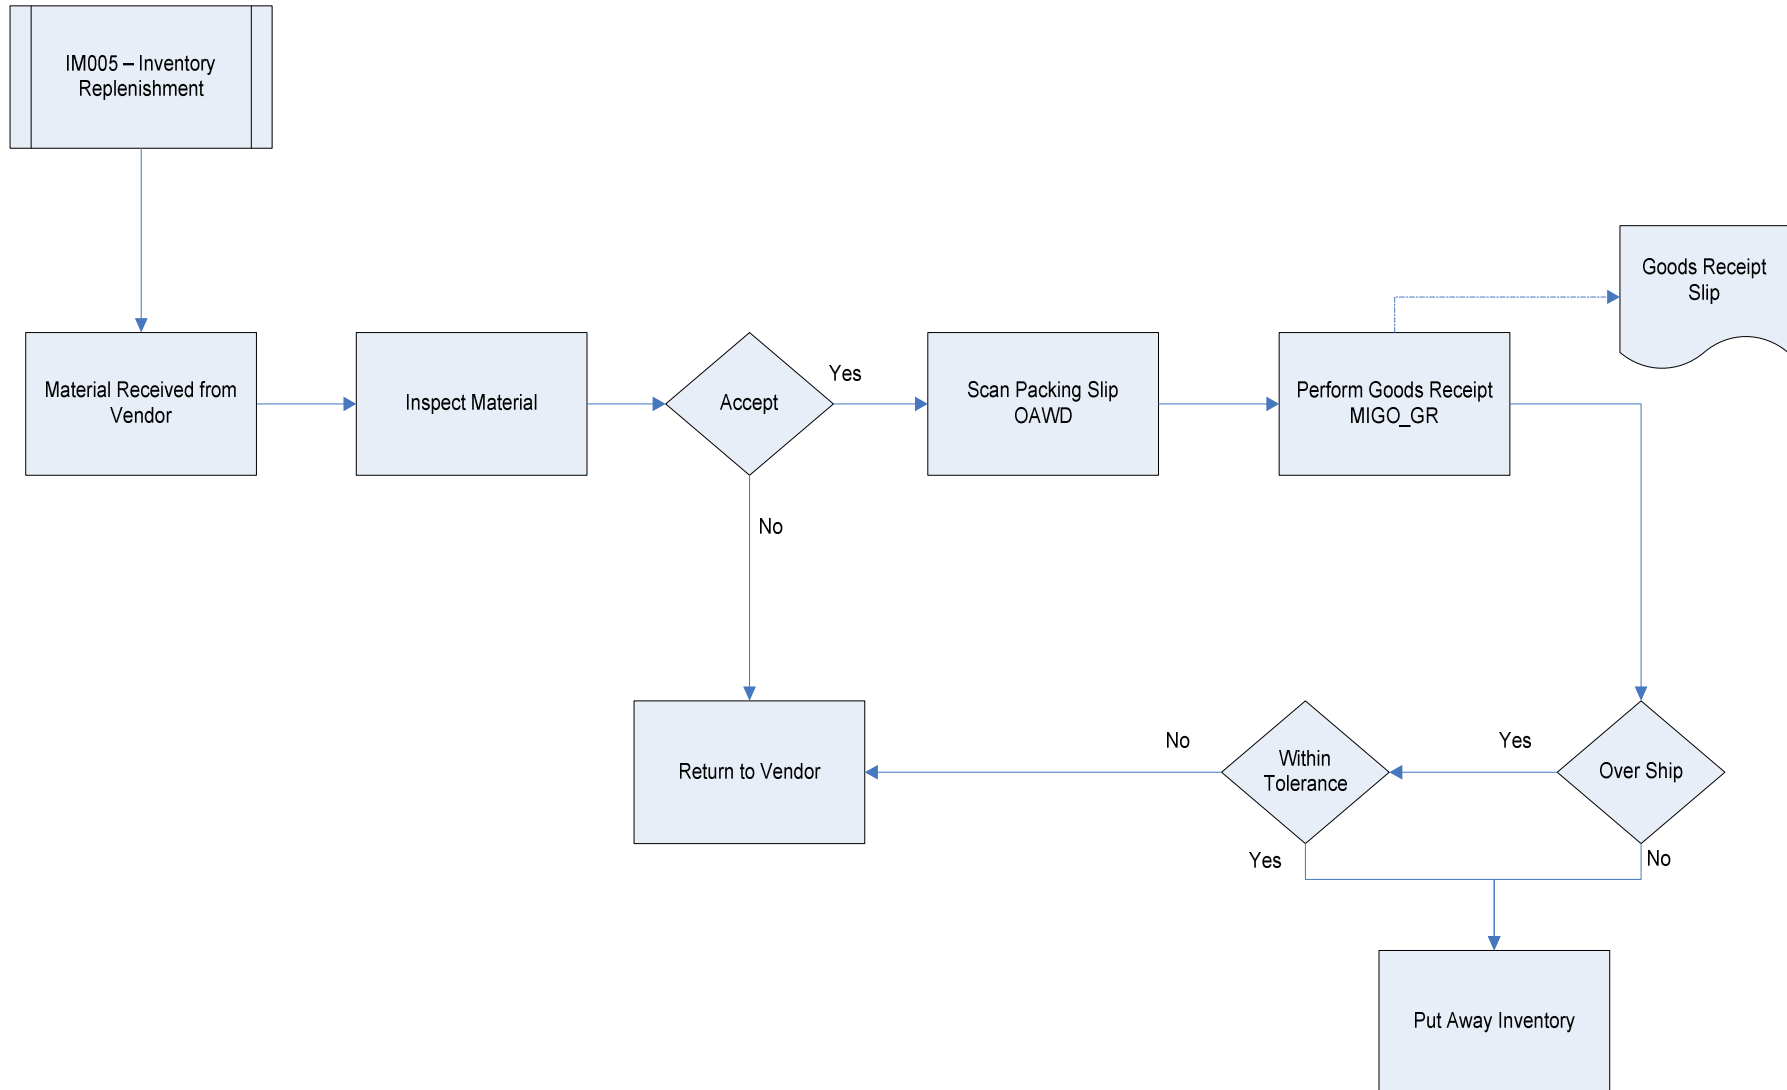 IM005 – Inventory
Replenishment
Goods Receipt
Slip
Material Received from
Vendor
Inspect Material
Accept
Yes
Scan Packing Slip
OAWD
Perform Goods Receipt
MIGO_GR
No
Return to Vendor
No
Within
Tolerance
Yes
Over Ship
Yes
No
Put Away Inventory